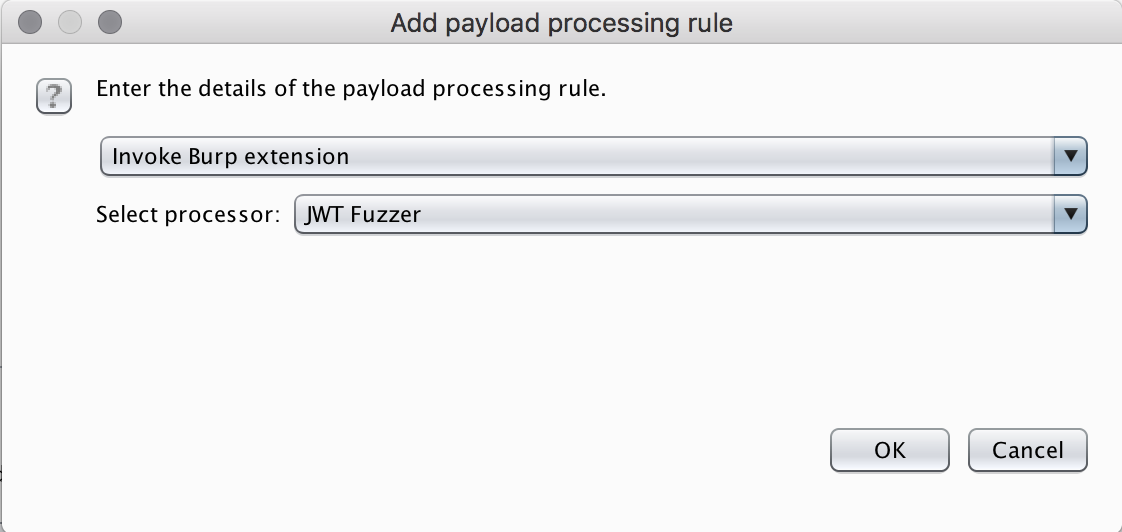 Add payload processing rule
?
Enter the details of the payload processing rule.
Invoke Burp extension
Select processor: JWT Fuzzer
OK Cancel